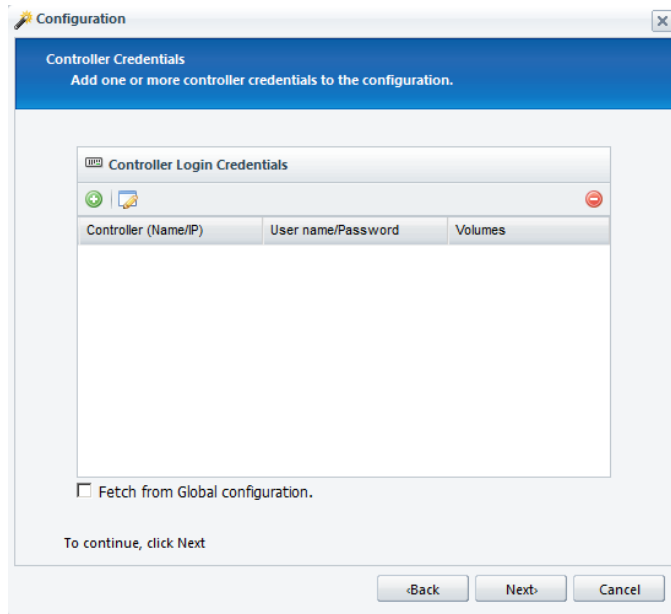 Configuration
Controller Credentials
Add one or more controller credentials to the configuration.
Controller Login Credentials
Controller (Name/IP) User name/Password Volumes
Fetch from Global configuration.
To continue, click Next
‹Back Next› Cancel